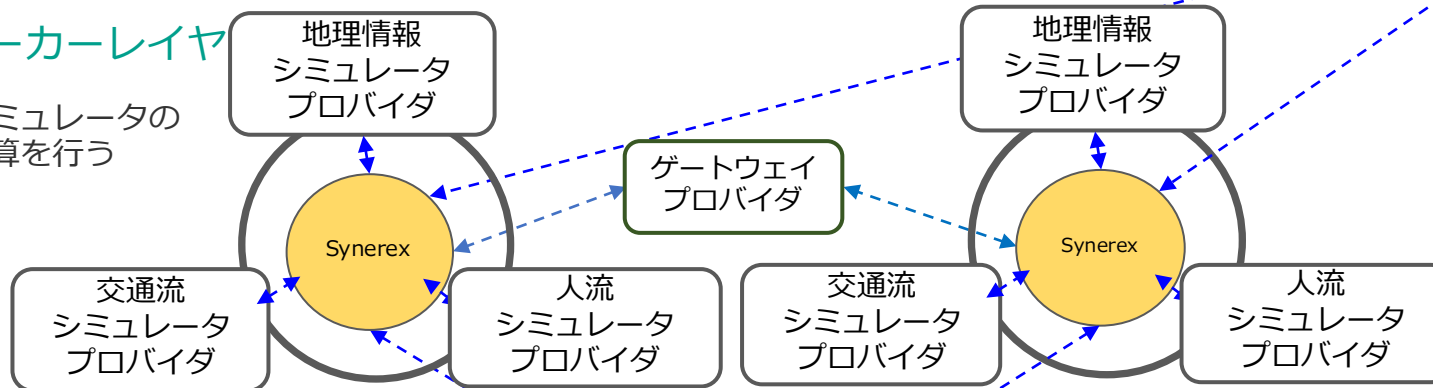 ーカーレイヤ
ミュレータの
算を行う
地理情報
シミュレータ
プロバイダ
Synerex
交通流
シミュレータ
プロバイダ
人流
シミュレータ
プロバイダ
ゲートウェイ
プロバイダ
地理情報
シミュレータ
プロバイダ
Synerex
交通流
シミュレータ
プロバイダ
人流
シミュレータ
プロバイダ